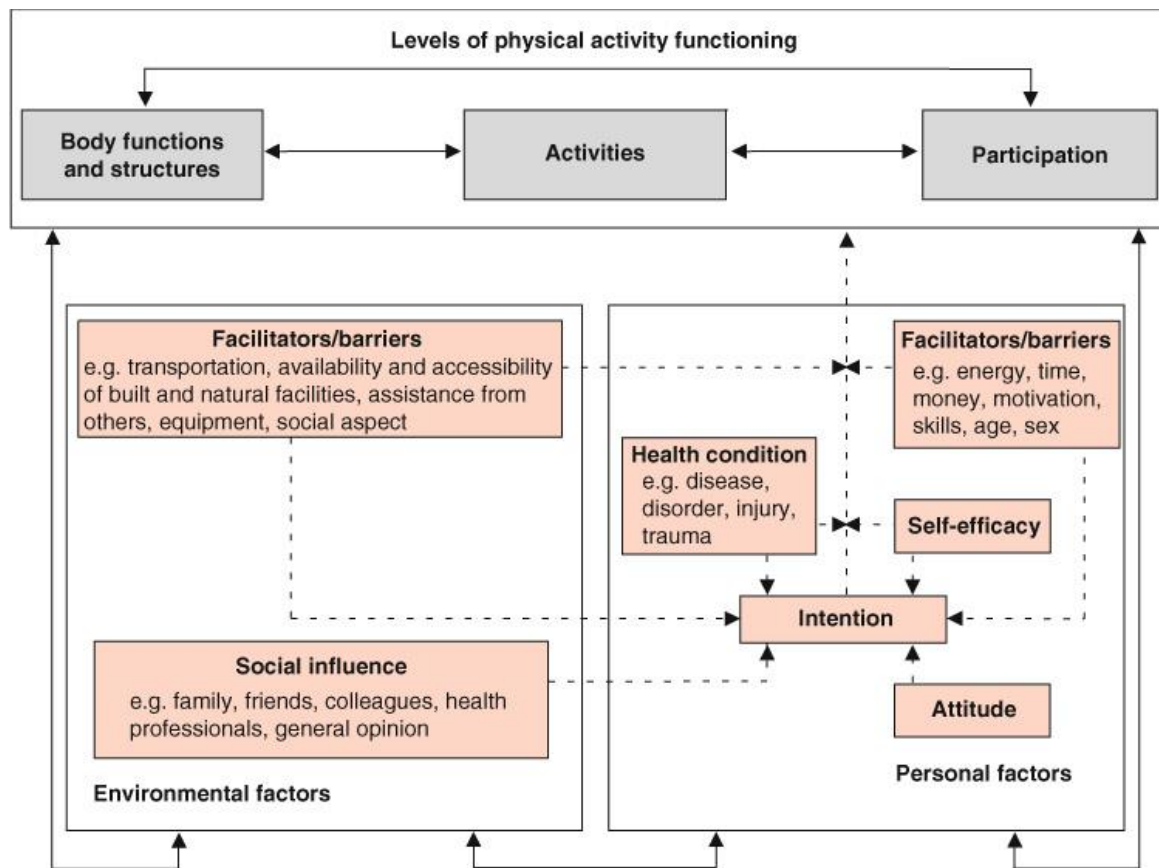 Levels of physical activity functioning
Body functions
and structures
Activities
Participation
Facilitators/barriers
e.g. transportation, availability and accessibility
of built and natural facilities, assistance from
others, equipment, social aspect
Facilitators/barriers
e.g. energy, time,
money, motivation,
skills, age, sex
Health condition
e.g. disease,
disorder, injury,
trauma
Self-efficacy
Intention
Social influence
e.g. family, friends, colleagues, health
professionals, general opinion
Attitude
Environmental factors
Personal factors